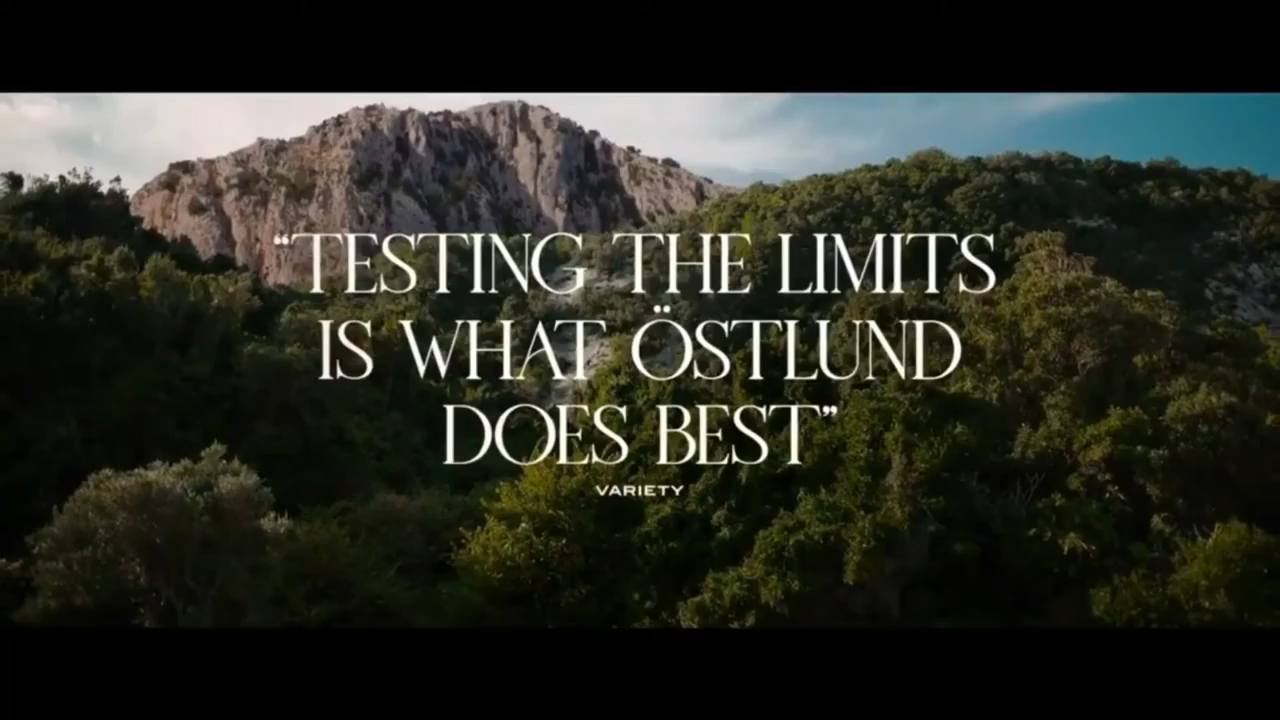 “TESTING THE LIMITS
IS WHAT ÖSTLUND
DOES BEST”
VARIETY